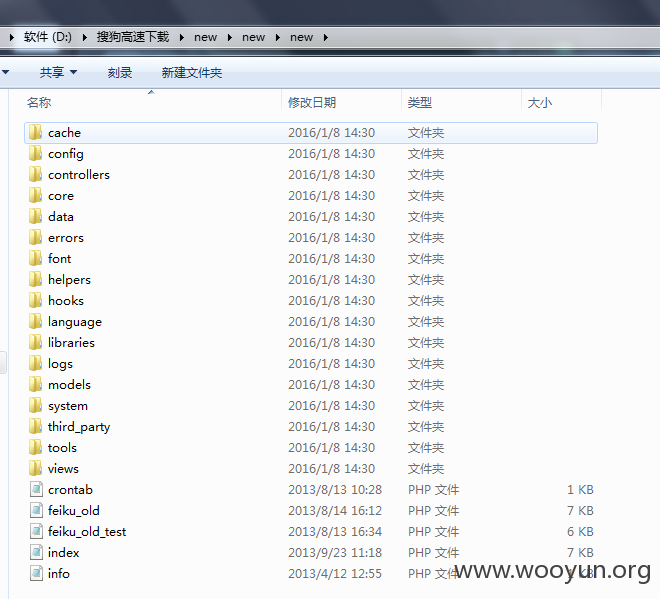 软件 (D:) 搜狗高速下载 new new new
共享 刻录 新建文件夹
名称 修改日期 类型 大小
cache 2016/1/8 14:30 文件夹
config 2016/1/8 14:30 文件夹
controllers 2016/1/8 14:30 文件夹
core 2016/1/8 14:30 文件夹
data 2016/1/8 14:30 文件夹
errors 2016/1/8 14:30 文件夹
font 2016/1/8 14:30 文件夹
helpers 2016/1/8 14:30 文件夹
hooks 2016/1/8 14:30 文件夹
language 2016/1/8 14:30 文件夹
libraries 2016/1/8 14:30 文件夹
logs 2016/1/8 14:30 文件夹
models 2016/1/8 14:30 文件夹
system 2016/1/8 14:30 文件夹
third_party 2016/1/8 14:30 文件夹
tools 2016/1/8 14:30 文件夹
views 2016/1/8 14:30 文件夹
crontab 2013/8/13 10:28 PHP 文件 1 KB
feiku_old 2013/8/14 16:12 PHP 文件 7 KB
feiku_old_test 2013/8/13 16:34 PHP 文件 6 KB
index 2013/9/23 11:18 PHP 文件 7 KB
info 2013/4/12 12:55 PHP 文件 KB
www.wooyun.org